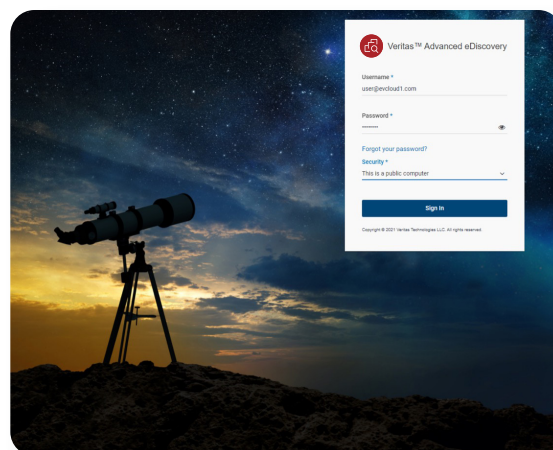 Veritas™ Advanced eDiscovery
Username *
user@evcloud1.com
Password *
Forgot your password?
Security *
This is a public computer
Sign In
Copyright © 2021 Veritas Technologies LLC. All rights reserved.